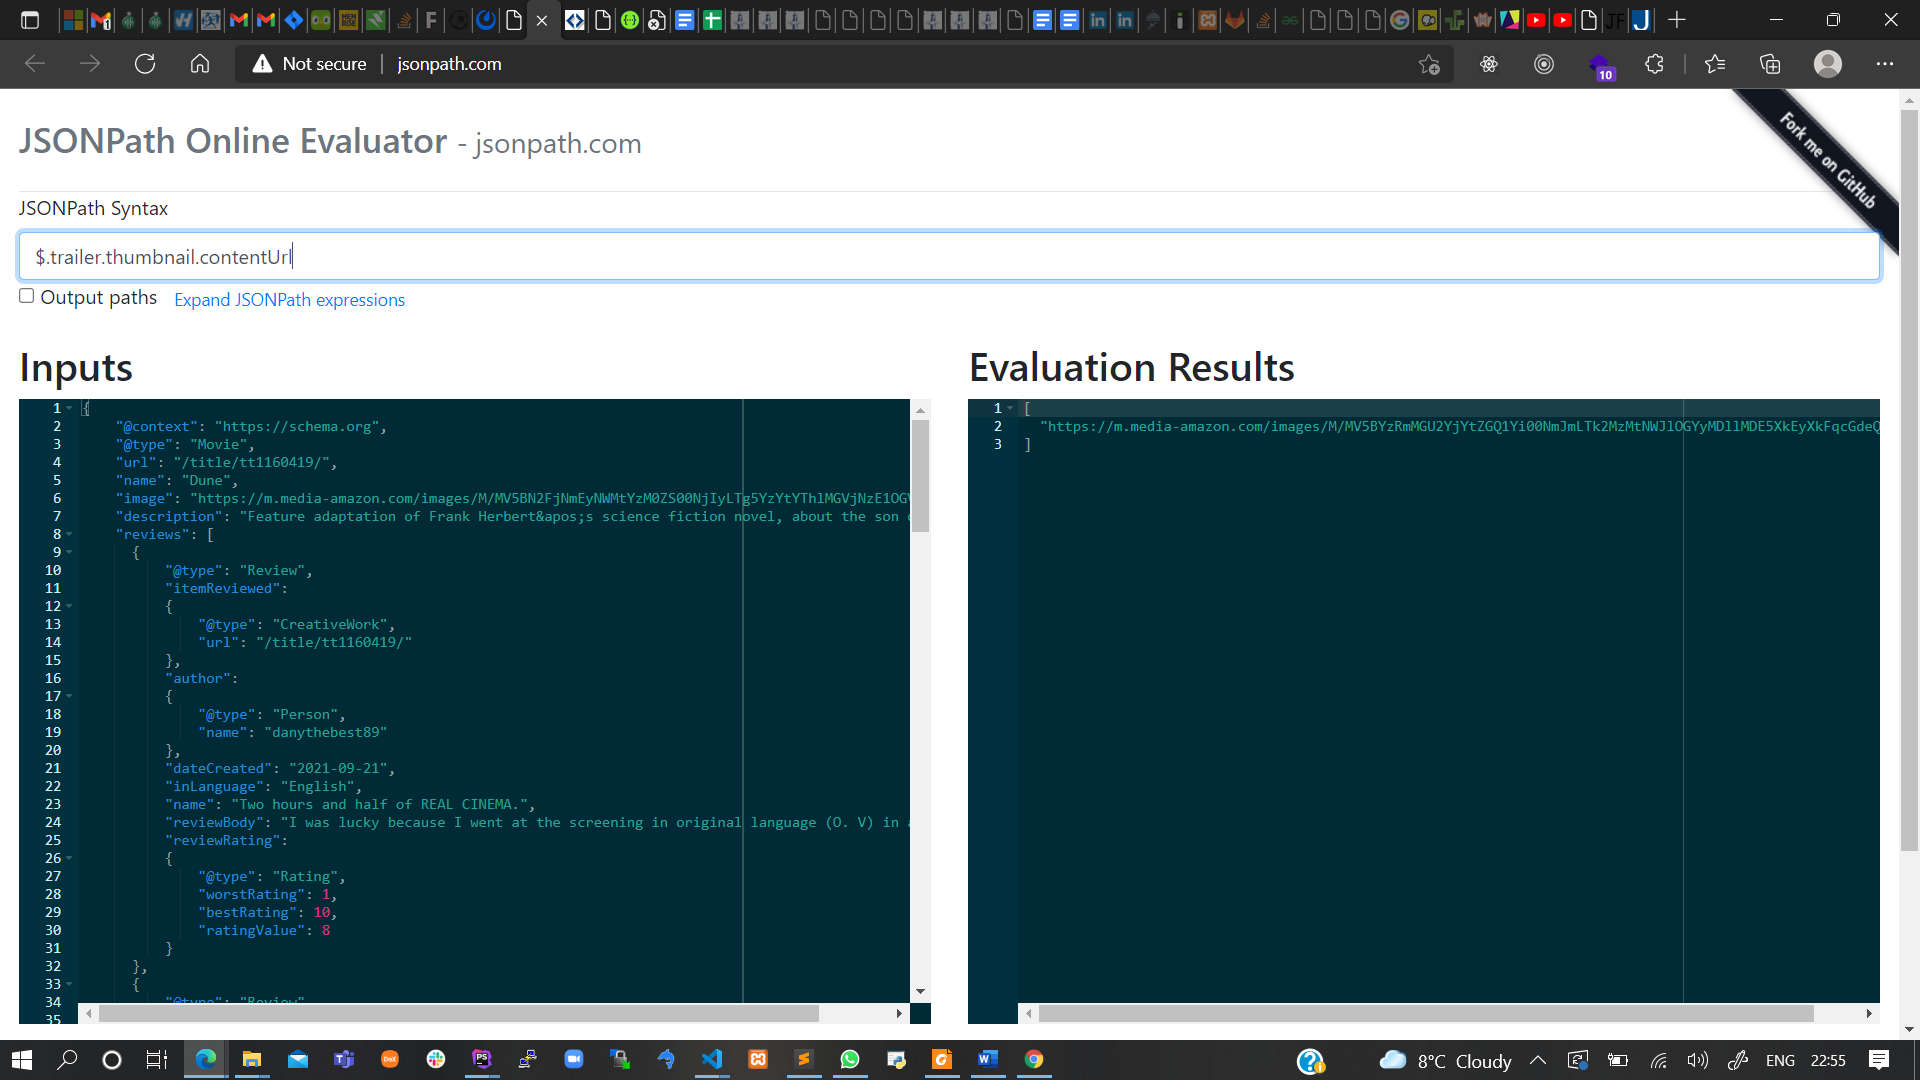 Not secure
jsonpath.com
10
Fork me on GitHub
JSONPath Online Evaluator - jsonpath.com
JSONPath Syntax
$.trailer.thumbnail.contentUrl
Output paths Expand JSONPath expressions
Inputs
1 {
2 "@context": "https://schema.org",
3 "@type": "Movie",
4 "url": "/title/tt1160419/",
5 "name": "Dune",
6 "image": "https://m.media-amazon.com/images/M/MV5BN2FjNmEyNWMtYzM0ZS00NjIyLTg5YzYtYThlMGVjNzE1OGV
7 "description": "Feature adaptation of Frank Herbert&apos;s science fiction novel, about the son
8 "reviews": [
9 {
10 "@type": "Review",
11 "itemReviewed":
12 {
13 "@type": "CreativeWork",
14 "url": "/title/tt1160419/"
15 },
16 "author":
17 {
18 "@type": "Person",
19 "name": "danythebest89"
20 },
21 "dateCreated": "2021-09-21",
22 "inLanguage": "English",
23 "name": "Two hours and half of REAL CINEMA.",
24 "reviewBody": "I was lucky because I went at the screening in original language (O. V) in
25 "reviewRating":
26 {
27 "@type": "Rating",
28 "worstRating": 1,
29 "bestRating": 10,
30 "ratingValue": 8
31 }
32 },
33 {
34 "@type": "Review"
35
Evaluation Results
1 [
2 "https://m.media-amazon.com/images/M/MV5BYzRmMGU2YjYtZGQ1Yi00NmJmLTk2MzMtNWJlOGYyMDllMDE5XkEyXkFqcGdeQ
3 ]
8°C Cloudy
ENG
22:55